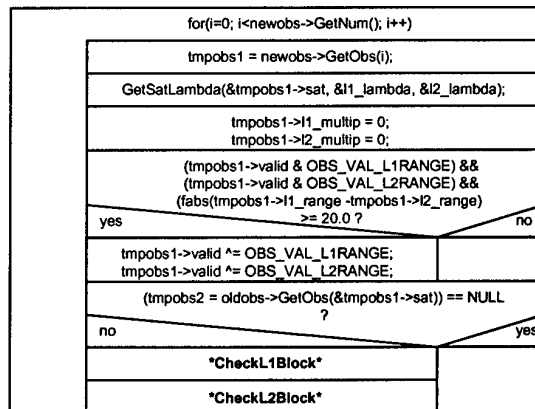 for(i=0; i<newobs->GetNum(); i++)
tmpobs1 = newobs->GetObs(i);
GetSatLambda(&tmpobs1->sat, &l1_lambda, &l2_lambda);
tmpobs1->l1_multip = 0;
tmpobs1->l2_multip = 0;
(tmpobs1->valid & OBS_VAL_L1RANGE) &&
(tmpobs1->valid & OBS_VAL_L2RANGE) &&
(fabs(tmpobs1->l1_range -tmpobs1->l2_range)
>= 20.0 ?
yes
no
tmpobs1->valid ^= OBS_VAL_L1RANGE;
tmpobs1->valid ^= OBS_VAL_L2RANGE;
(tmpobs2 = oldobs->GetObs(&tmpobs1->sat)) == NULL
?
no
yes
*CheckL1Block*
*CheckL2Block*